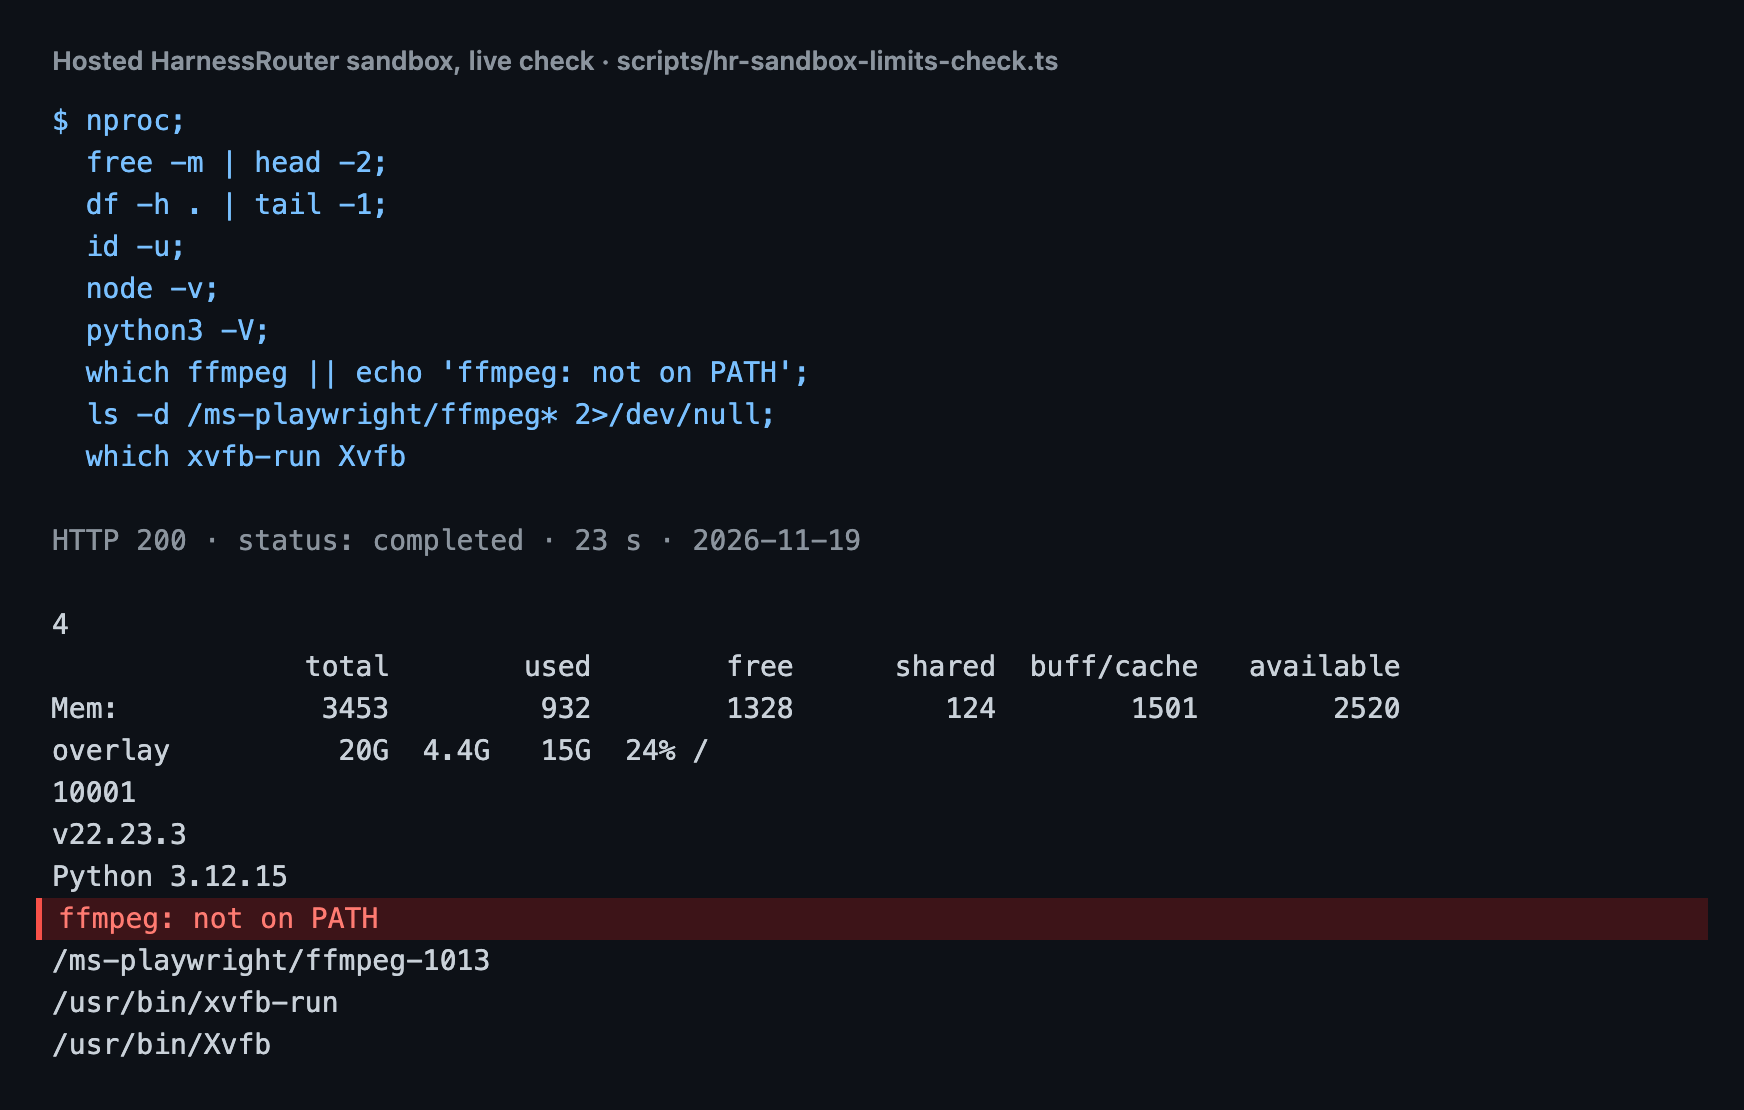 Hosted HarnessRouter sandbox, live check · scripts/hr-sandbox-limits-check.ts
$ nproc;
  free -m | head -2;
  df -h . | tail -1;
  id -u;
  node -v;
  python3 -V;
  which ffmpeg || echo 'ffmpeg: not on PATH';
  ls -d /ms-playwright/ffmpeg* 2>/dev/null;
  which xvfb-run Xvfb
HTTP 200 · status: completed · 23 s · 2026-11-19
4
               total        used        free      shared  buff/cache   available
Mem:            3453         932        1328         124        1501        2520
overlay          20G  4.4G   15G  24% /
10001
v22.23.3
Python 3.12.15
ffmpeg: not on PATH
/ms-playwright/ffmpeg-1013
/usr/bin/xvfb-run
/usr/bin/Xvfb